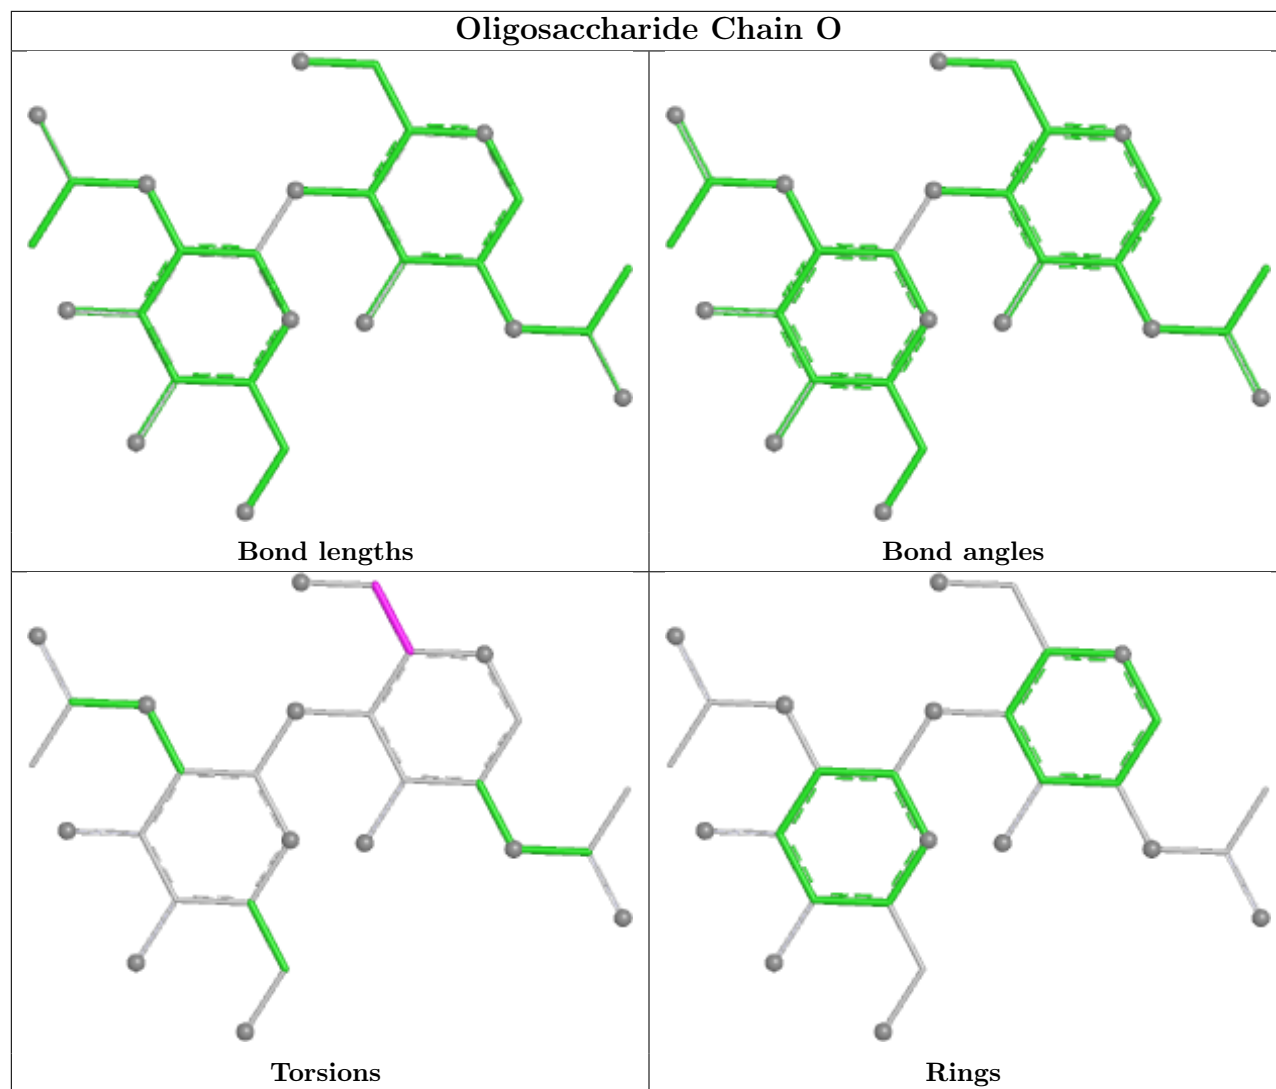 Oligosaccharide Chain O
Bond lengths
Bond angles
Torsions
Rings